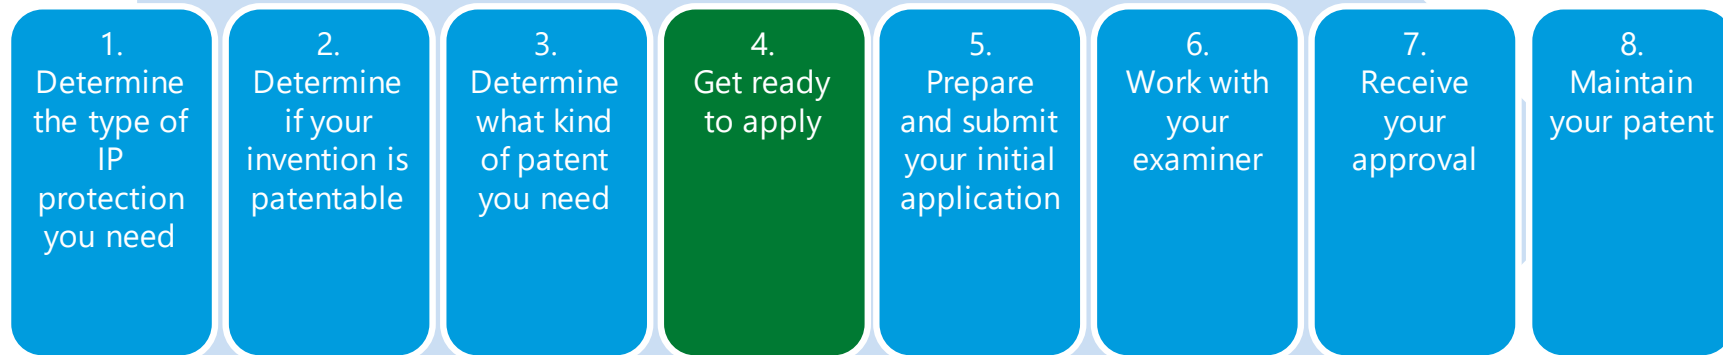 1.
Determine
the type of
IP
protection
you need
2.
Determine
if your
invention is
patentable
3.
Determine
what kind
of patent
you need
4.
Get ready
to apply
5.
Prepare
and submit
your initial
application
6.
Work with
your
examiner
7.
Receive
your
approval
8.
Maintain
your patent